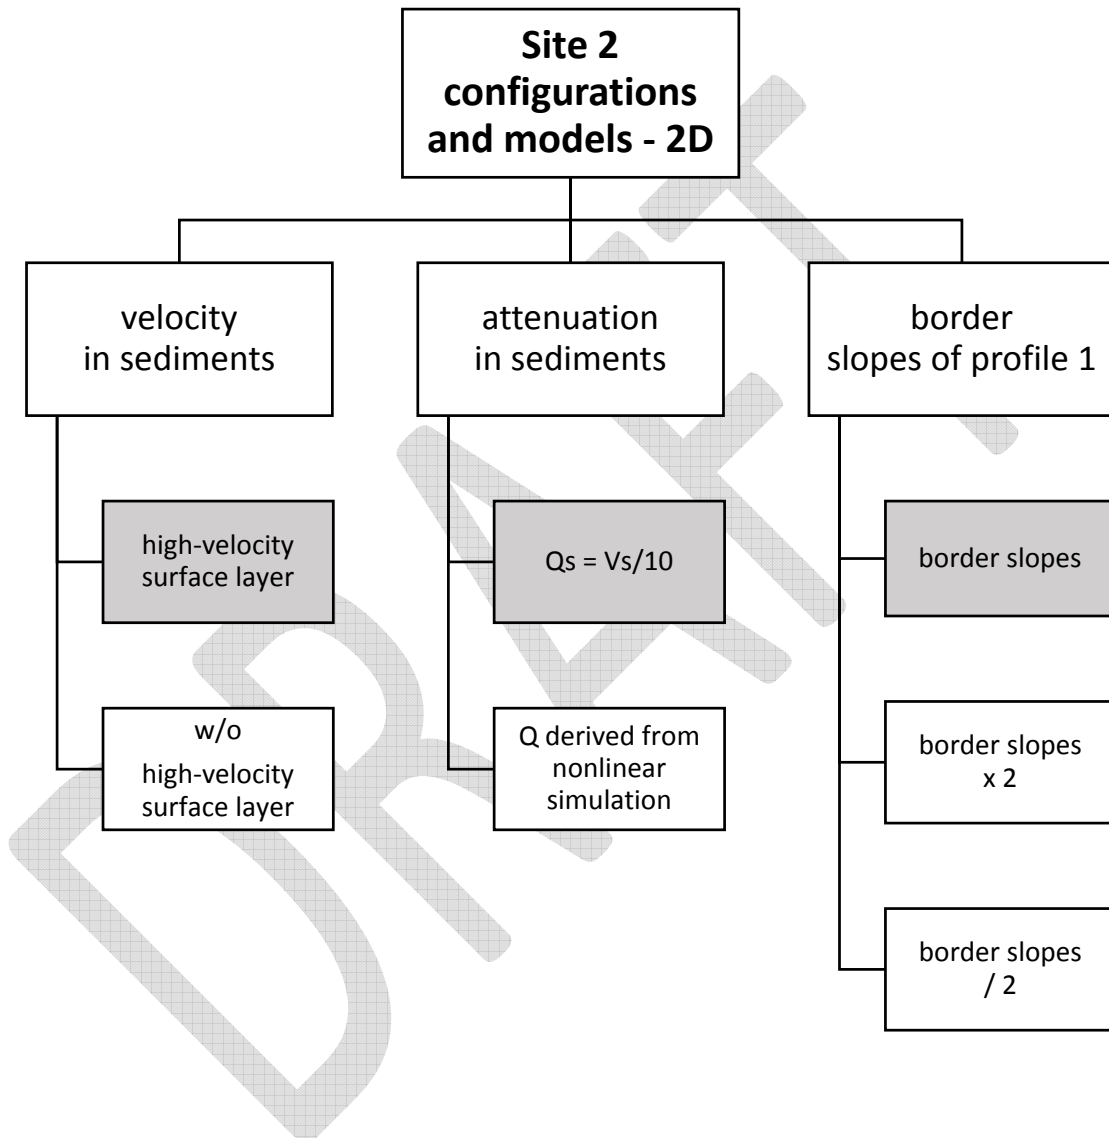 Site 2
configurations
and models - 2D
velocity
in sediments
attenuation
in sediments
border
slopes of profile 1
high-velocity
surface layer
Qs = Vs/10
border slopes
w/o
high-velocity
surface layer
Q derived from
nonlinear
simulation
border slopes
x 2
border slopes
/ 2
DRAFT